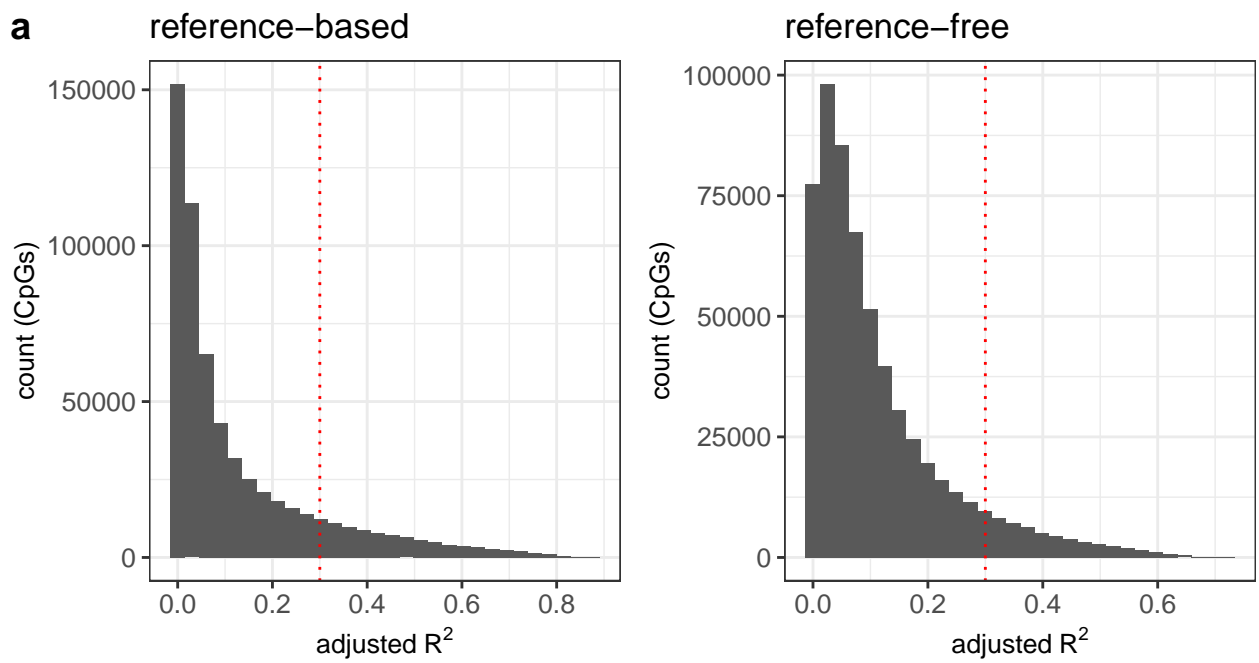 a
reference−based
150000
100000
50000
0
count (CpGs)
0.0 0.2 0.4 0.6 0.8
adjusted R²
reference−free
100000
75000
50000
25000
0
count (CpGs)
0.0 0.2 0.4 0.6
adjusted R²